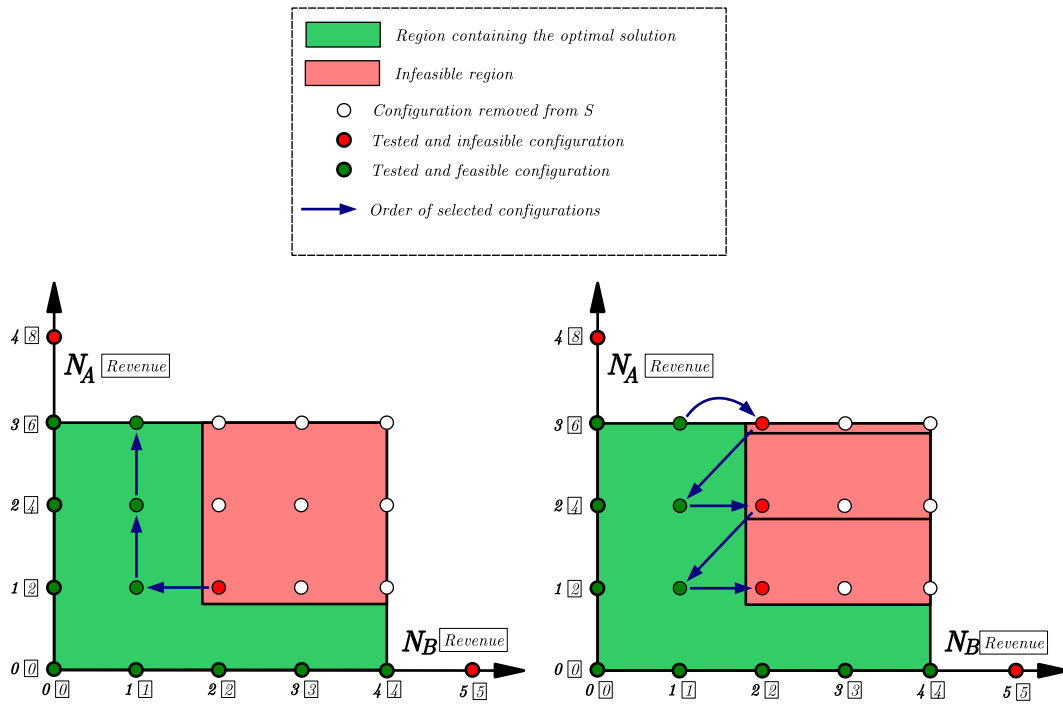 Region containing the optimal solution
Infeasible region
Configuration removed from S
Tested and infeasible configuration
Tested and feasible configuration
Order of selected configurations
4 8
N_A Revenue
3 6
2 4
1 2
N_B Revenue
0 0
0 0 1 1 2 2 3 3 4 4 5 5
4 8
N_A Revenue
3 6
2 4
1 2
N_B Revenue
0 0
0 0 1 1 2 2 3 3 4 4 5 5